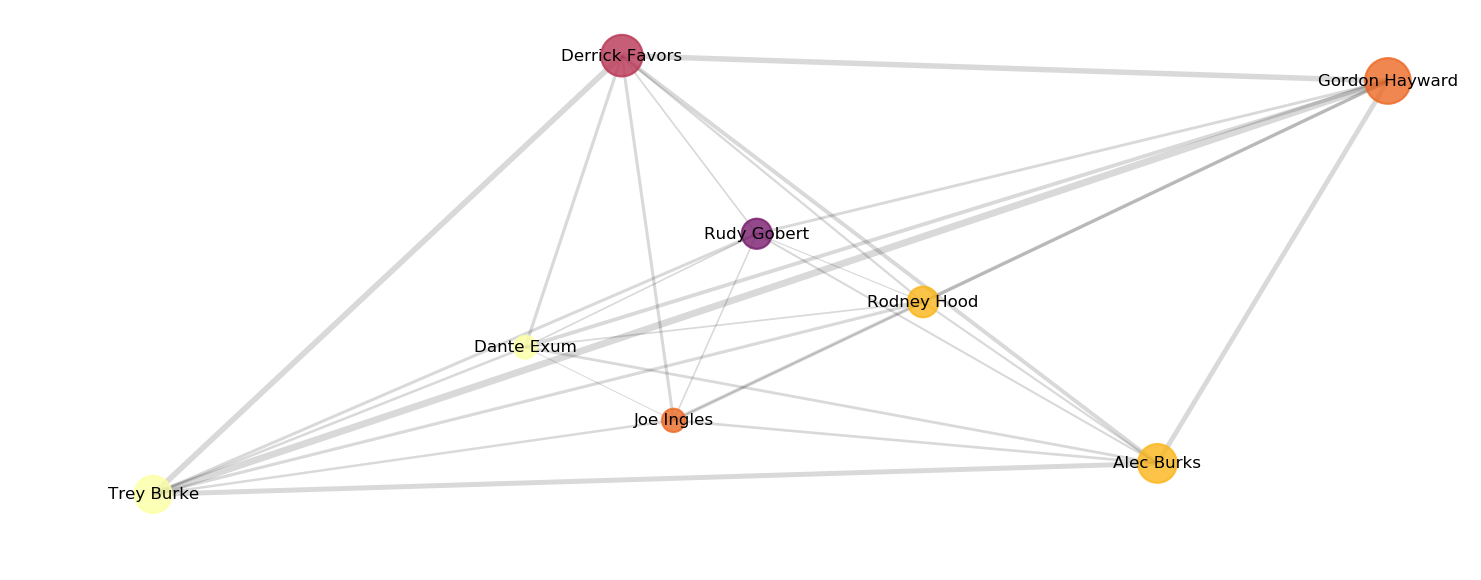 Derrick Favors
Gordon Hayward
Rudy Gobert
Rodney Hood
Dante Exum
Joe Ingles
Alec Burks
Trey Burke